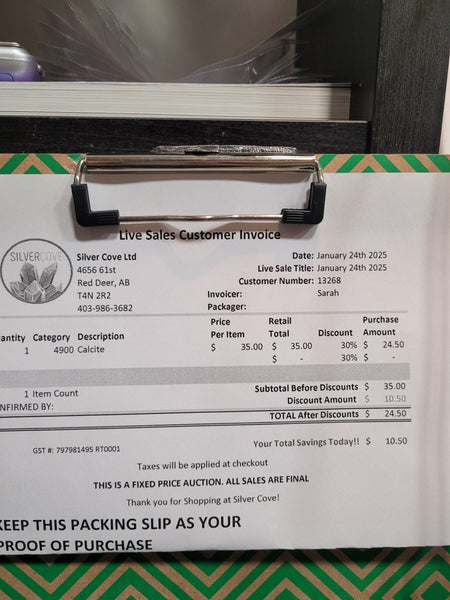 Live Sales Customer Invoice
SILVERCOVE
Silver Cove Ltd
4656 61st
Red Deer, AB
T4N 2R2
403-986-3682
Date: January 24th 2025
Live Sale Title: January 24th 2025
Customer Number: 13268
Invoicer: Sarah
Packager:
antity Category Description Price Per Item Retail Total Discount Purchase Amount
1 4900 Calcite $ 35.00 $ 35.00 30% $ 24.50
$ - 30% $ -
1 Item Count Subtotal Before Discounts $ 35.00
NFIRMED BY: Discount Amount $ 10.50
TOTAL After Discounts $ 24.50
GST #: 797981495 RT0001 Your Total Savings Today!! $ 10.50
Taxes will be applied at checkout
THIS IS A FIXED PRICE AUCTION. ALL SALES ARE FINAL
Thank you for Shopping at Silver Cove!
KEEP THIS PACKING SLIP AS YOUR
PROOF OF PURCHASE